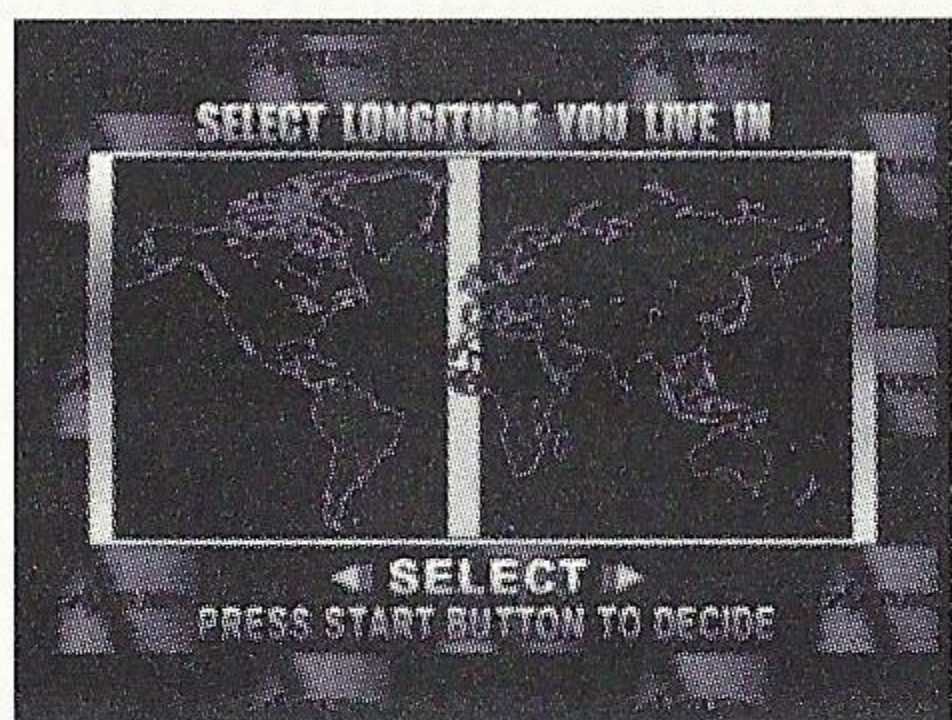 SELECT LONGITUDE YOU LIVE IN
◀ SELECT ▶
PRESS START BUTTON TO DECIDE